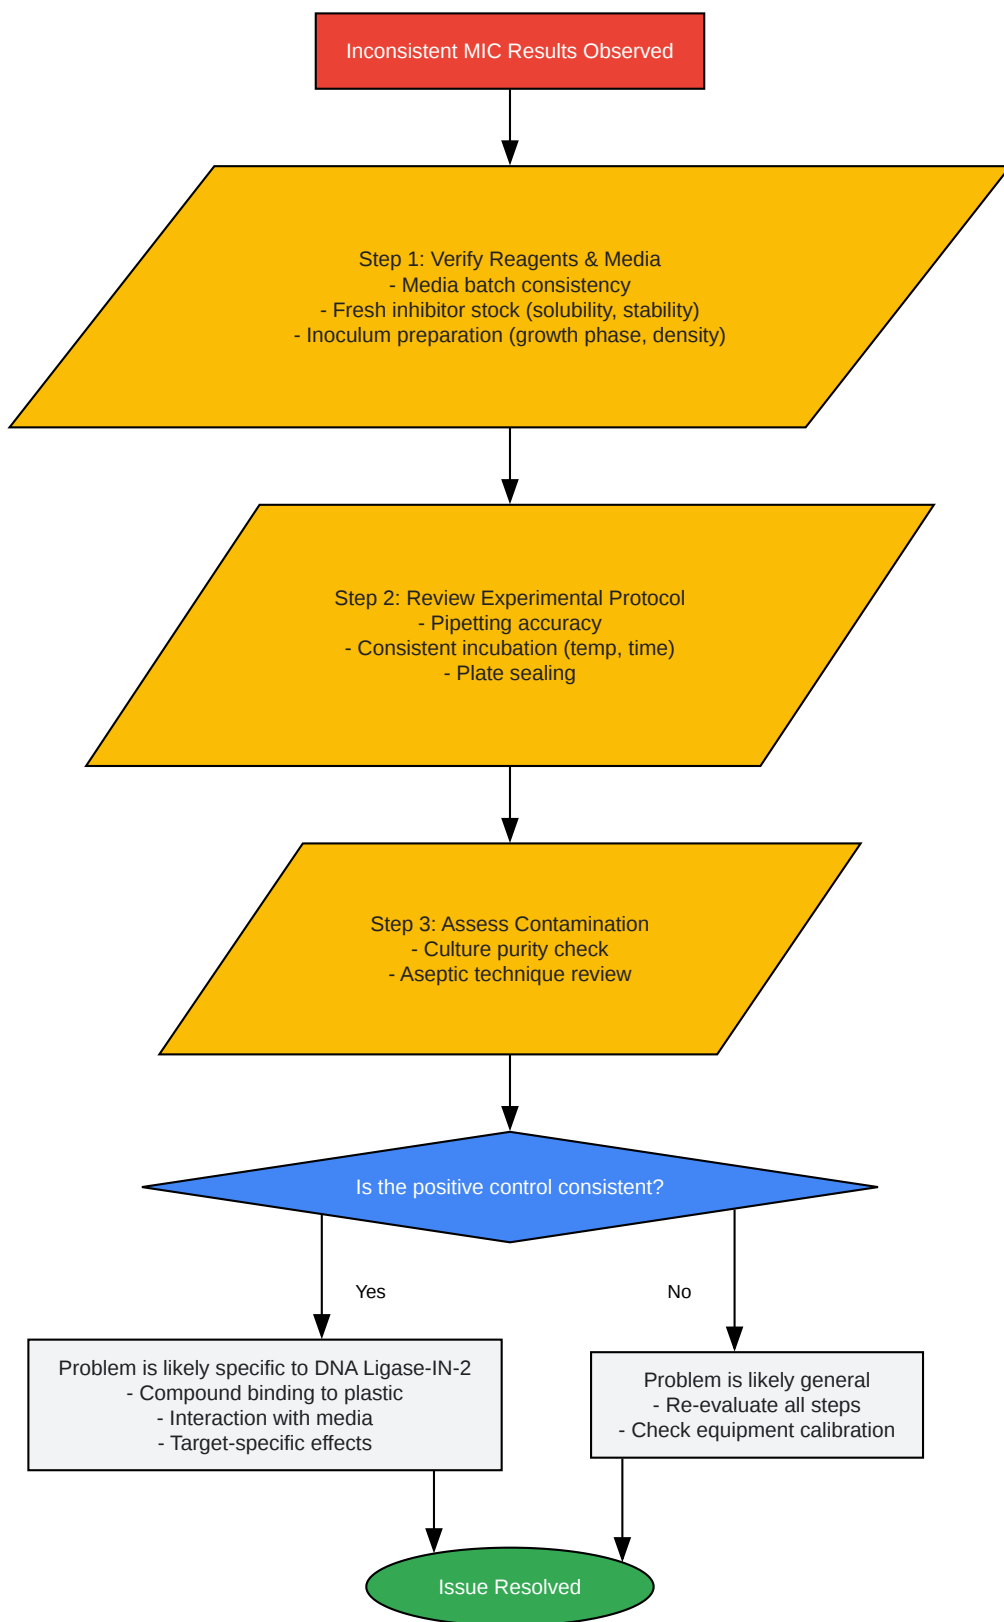 Inconsistent MIC Results Observed
Step 1: Verify Reagents & Media
- Media batch consistency
- Fresh inhibitor stock (solubility, stability)
- Inoculum preparation (growth phase, density)
Step 2: Review Experimental Protocol
- Pipetting accuracy
- Consistent incubation (temp, time)
- Plate sealing
Step 3: Assess Contamination
- Culture purity check
- Aseptic technique review
Is the positive control consistent?
Yes
No
Problem is likely specific to DNA Ligase-IN-2
- Compound binding to plastic
- Interaction with media
- Target-specific effects
Problem is likely general
- Re-evaluate all steps
- Check equipment calibration
Issue Resolved